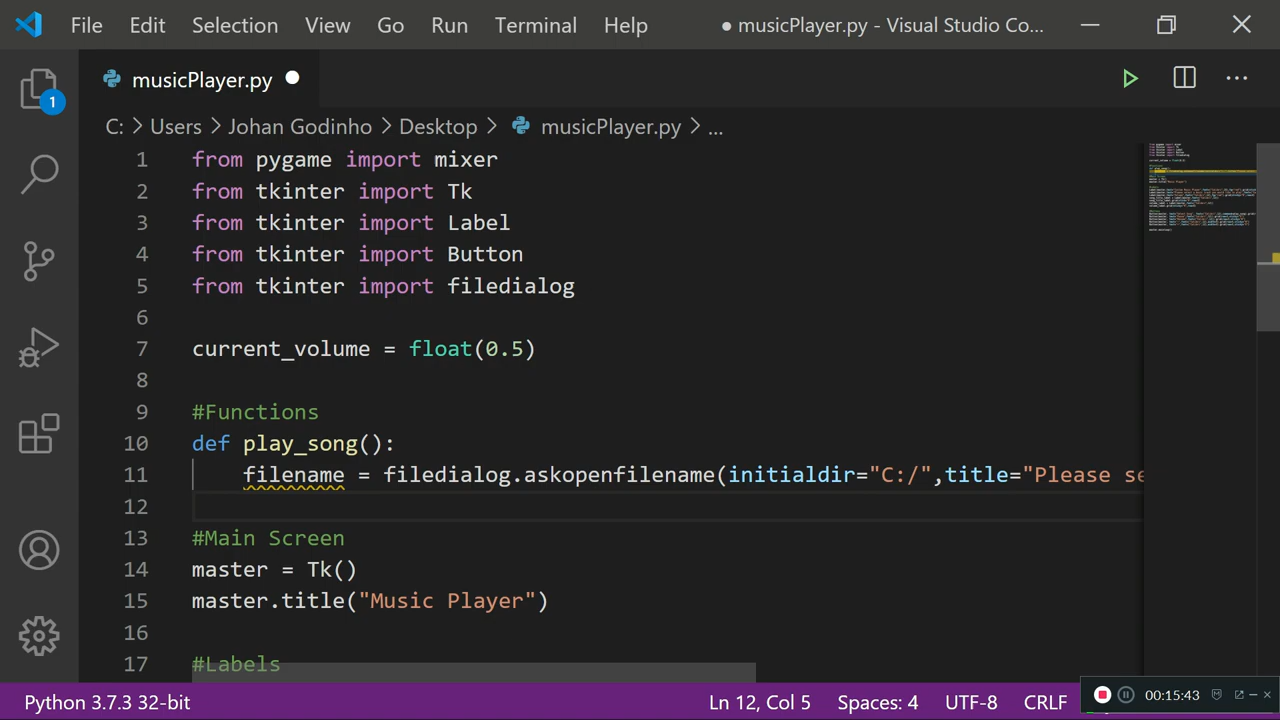 File Edit Selection View Go Run Terminal Help ● musicPlayer.py - Visual Studio Co...
musicPlayer.py
1
C: > Users > Johan Godinho > Desktop > musicPlayer.py > ...
1 from pygame import mixer
2 from tkinter import Tk
3 from tkinter import Label
4 from tkinter import Button
5 from tkinter import filedialog
6
7 current_volume = float(0.5)
8
9 #Functions
10 def play_song():
11 filename = filedialog.askopenfilename(initialdir="C:/",title="Please se
12
13 #Main Screen
14 master = Tk()
15 master.title("Music Player")
16
17 #Labels
Python 3.7.3 32-bit Ln 12, Col 5 Spaces: 4 UTF-8 CRLF 00:15:43